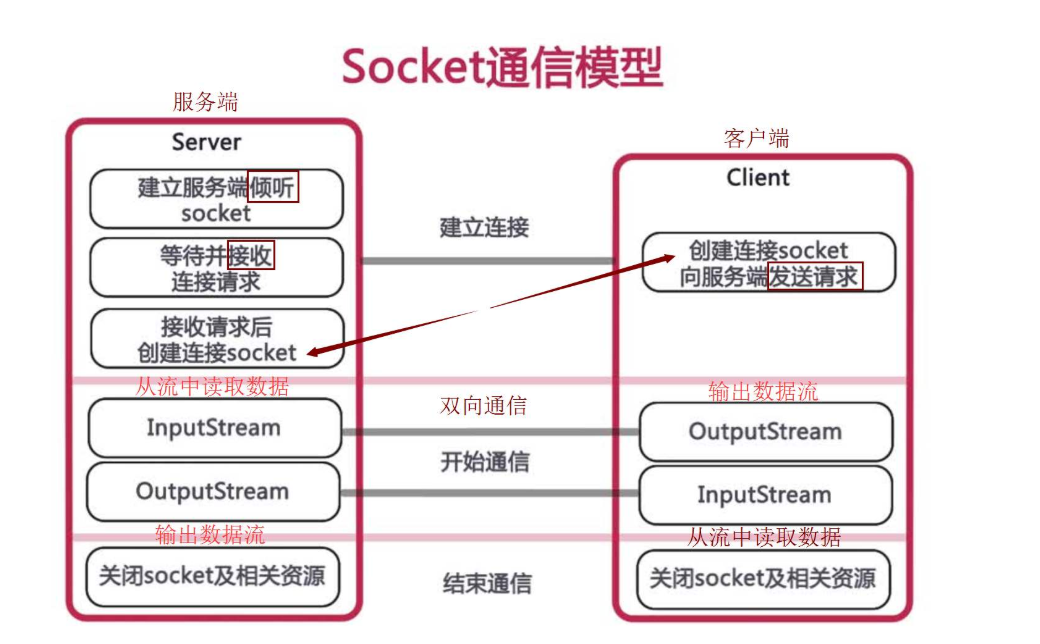 Socket通信模型
服务端
Server
建立服务端倾听
socket
等待并接收
连接请求
接收请求后
创建连接socket
从流中读取数据
InputStream
OutputStream
输出数据流
关闭socket及相关资源
建立连接
双向通信
开始通信
结束通信
客户端
Client
创建连接socket
向服务端发送请求
输出数据流
OutputStream
InputStream
从流中读取数据
关闭socket及相关资源